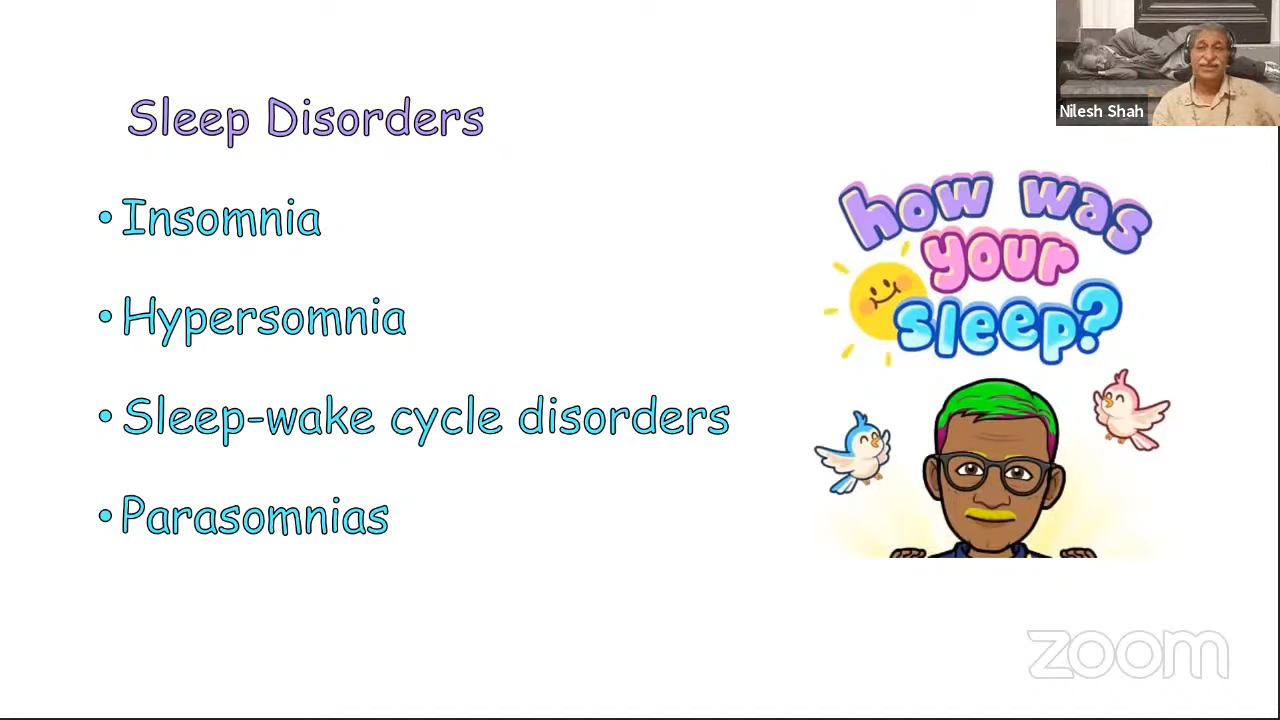 Nilesh Shah
Sleep Disorders
• Insomnia
• Hypersomnia
• Sleep-wake cycle disorders
• Parasomnias
how was
your
sleep?
zoom